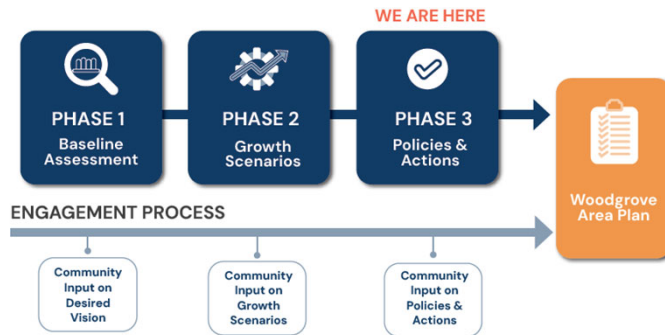 WE ARE HERE
PHASE 1
Baseline
Assessment
PHASE 2
Growth
Scenarios
PHASE 3
Policies &
Actions
Woodgrove
Area Plan
ENGAGEMENT PROCESS
Community
Input on
Desired
Vision
Community
Input on
Growth
Scenarios
Community
Input on
Policies &
Actions